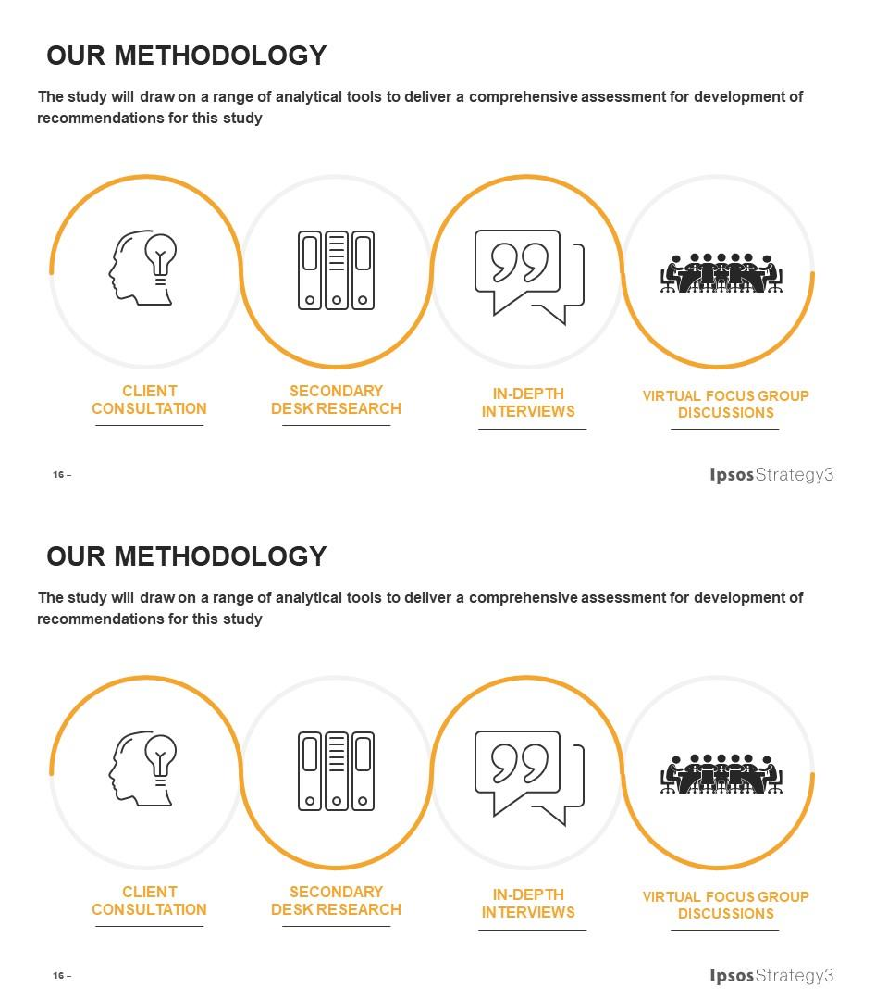 OUR METHODOLOGY
The study will draw on a range of analytical tools to deliver a comprehensive assessment for development of
recommendations for this study
CLIENT
CONSULTATION
SECONDARY
DESK RESEARCH
IN-DEPTH
INTERVIEWS
VIRTUAL FOCUS GROUP
DISCUSSIONS
16 –
IpsosStrategy3
OUR METHODOLOGY
The study will draw on a range of analytical tools to deliver a comprehensive assessment for development of
recommendations for this study
CLIENT
CONSULTATION
SECONDARY
DESK RESEARCH
IN-DEPTH
INTERVIEWS
VIRTUAL FOCUS GROUP
DISCUSSIONS
16 –
IpsosStrategy3